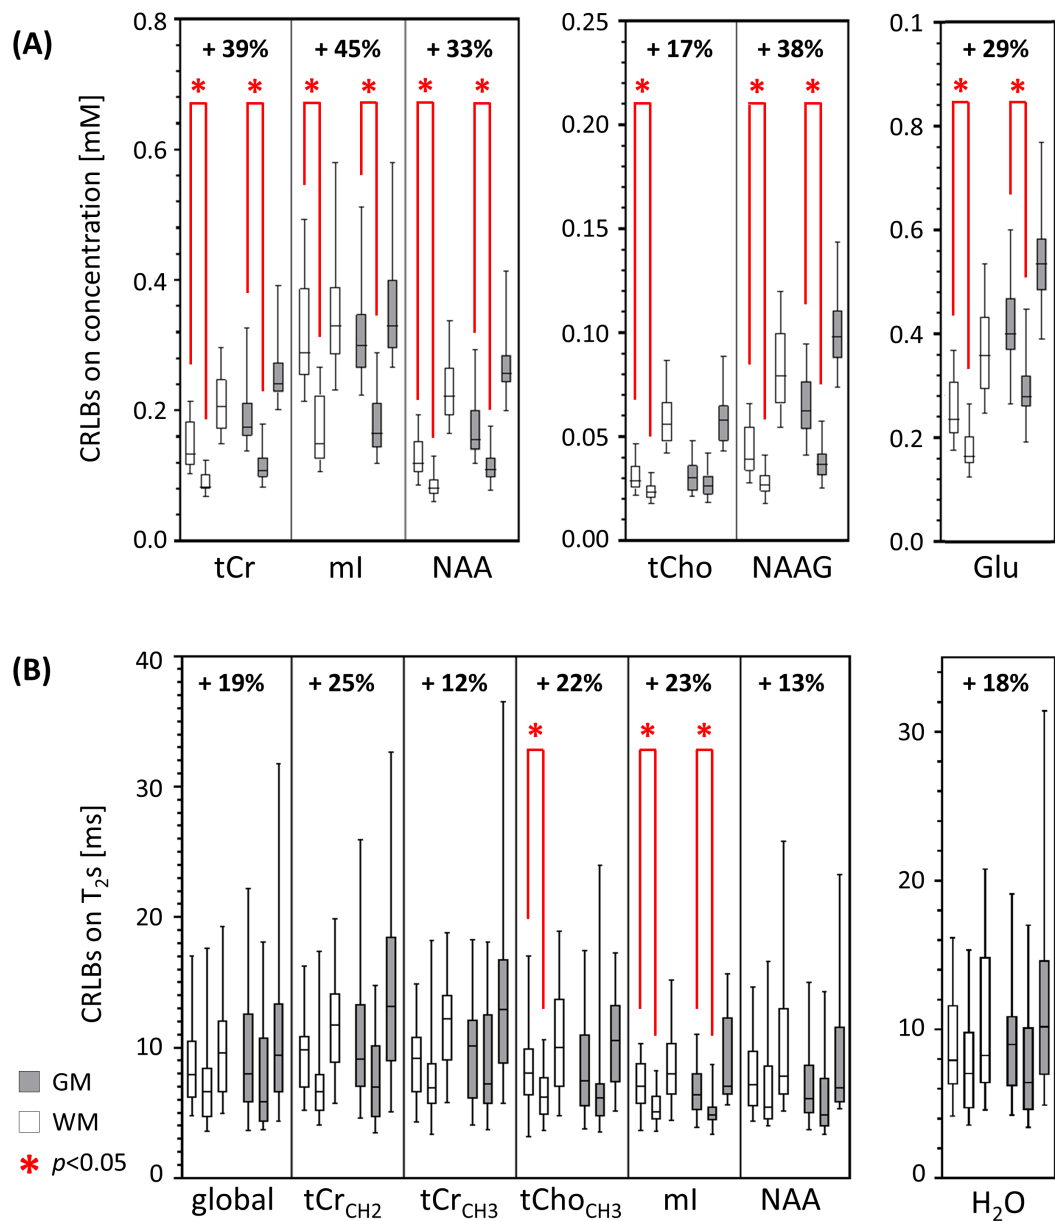 (A)
CRLBs on concentration [mM]
0.8
0.6
0.4
0.2
0.0
+ 39% + 45% + 33%
* * * * * *
tCr mI NAA
0.25
0.20
0.15
0.10
0.05
0.00
+ 17% + 38%
* * *
tCho NAAG
0.1
0.8
0.6
0.4
0.2
0.0
+ 29%
* *
Glu
(B)
CRLBs on T₂s [ms]
40
30
20
10
0
+ 19% + 25% + 12% + 22% + 23% + 13%
* * *
global tCr_CH2 tCr_CH3 tCho_CH3 mI NAA
30
20
10
0
+ 18%
H₂O
GM
WM
* p<0.05